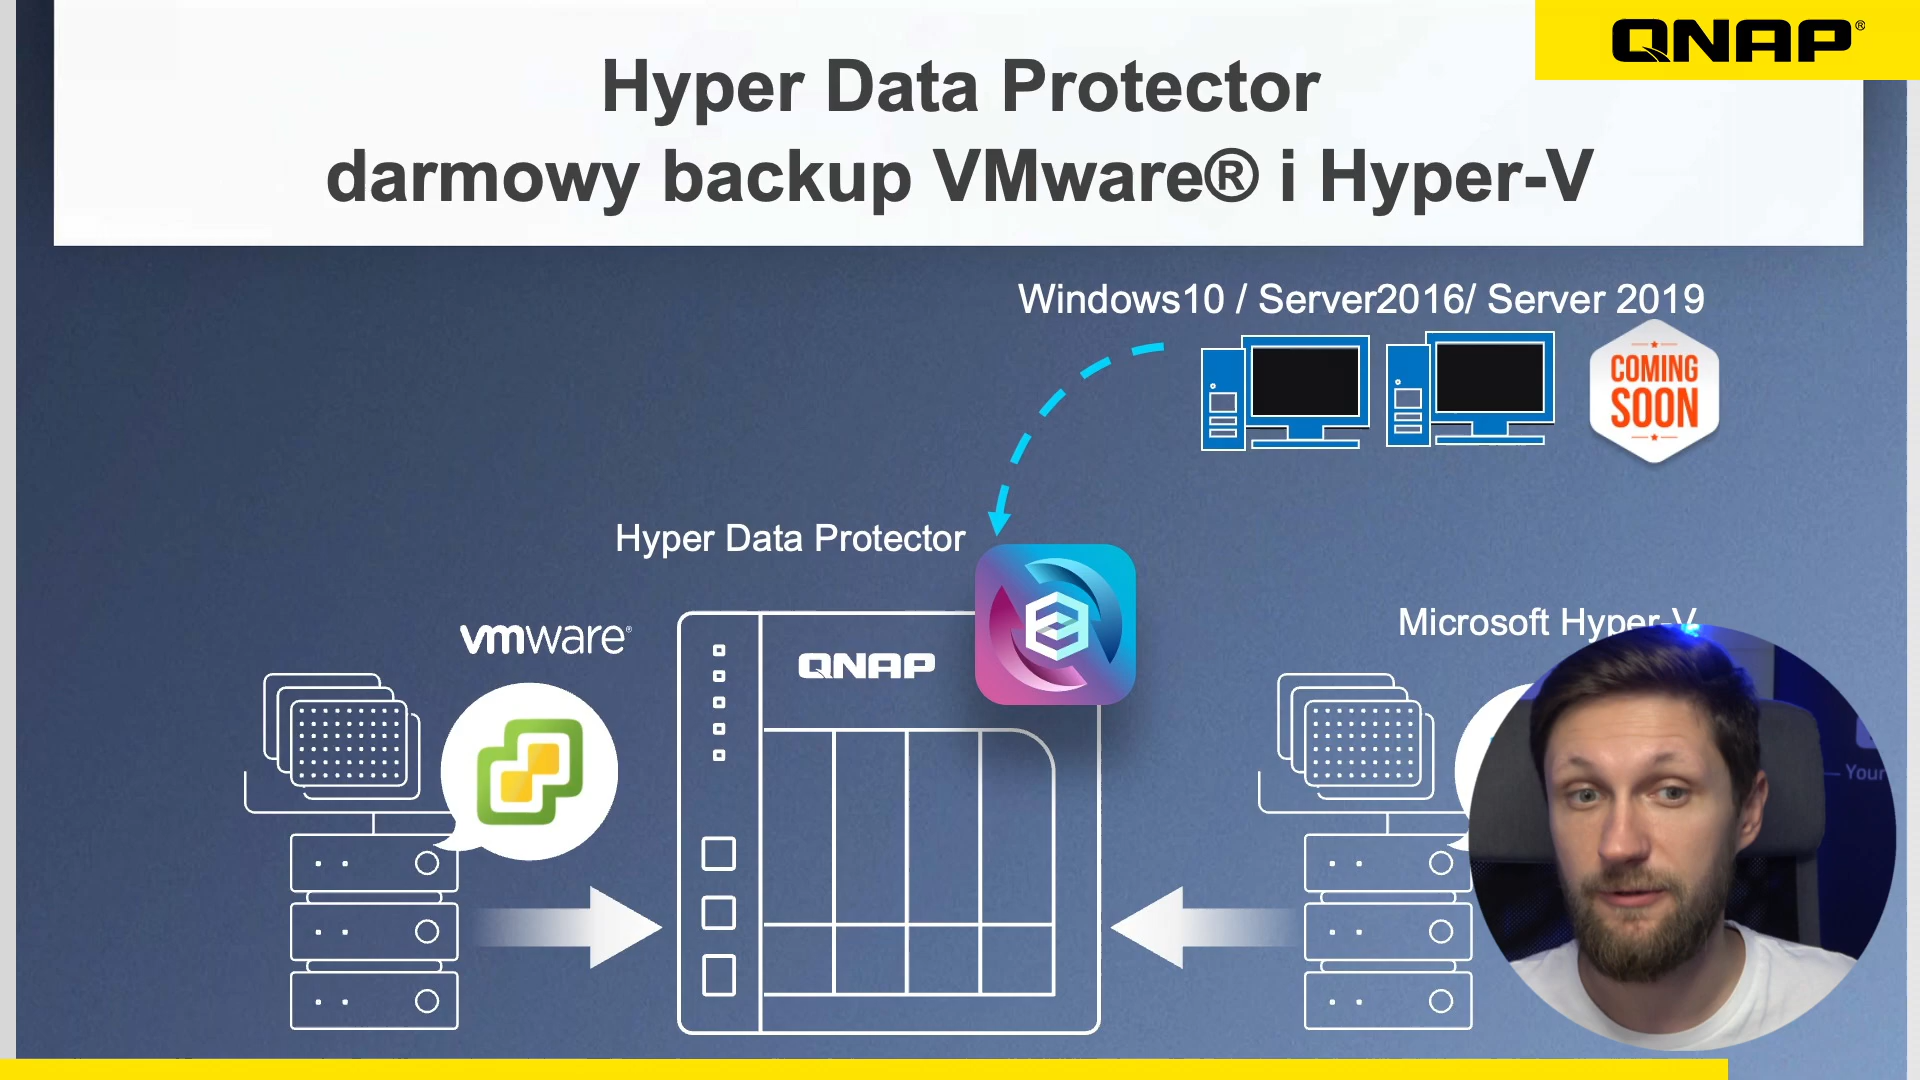 QNAP®
Hyper Data Protector
darmowy backup VMware® i Hyper-V
Windows10 / Server2016/ Server 2019
COMING
SOON
Hyper Data Protector
vmware®
QNAP
Microsoft Hyper-V
Your